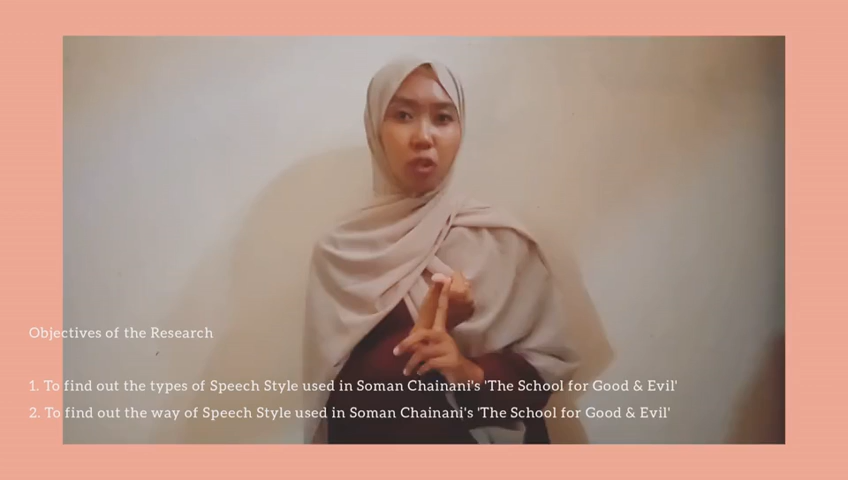 Objectives of the Research
1. To find out the types of Speech Style used in Soman Chainani's 'The School for Good & Evil'
2. To find out the way of Speech Style used in Soman Chainani's 'The School for Good & Evil'